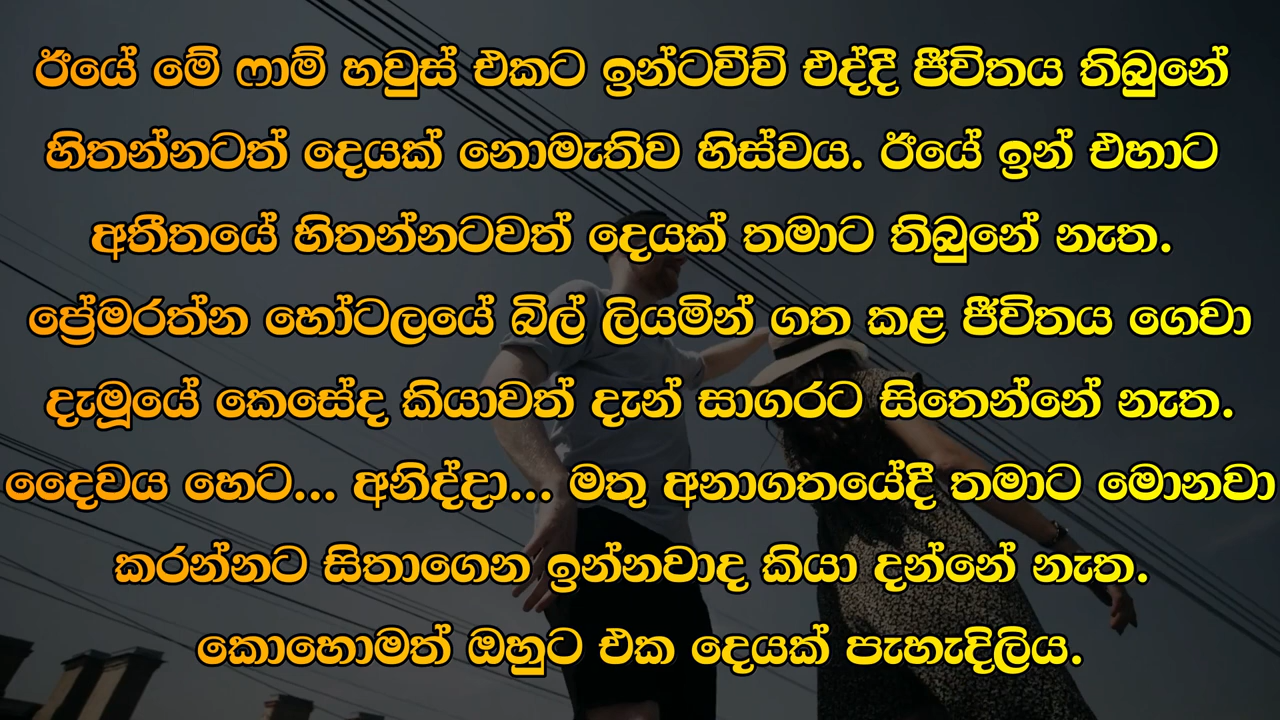 ඊයේ මේ ෆාම් හවුස් එකට ඉන්ටවීව් එද්දී ජීවිතය තිබුනේ
හිතන්නටත් දෙයක් නොමැතිව හිස්වය. ඊයේ ඉන් එහාට
අතීතයේ හිතන්නටවත් දෙයක් තමාට තිබුනේ නැත.
ප්‍රේමරත්න හෝටලයේ බිල් ලියමින් ගත කළ ජීවිතය ගෙවා
දැමූයේ කෙසේද කියාවත් දැන් සාගරට සිතෙන්නේ නැත.
දෛවය හෙට... අනිද්දා... මතු අනාගතයේදී තමාට මොනවා
කරන්නට සිතාගෙන ඉන්නවාද කියා දන්නේ නැත.
කොහොමත් ඔහුට එක දෙයක් පැහැදිලිය.